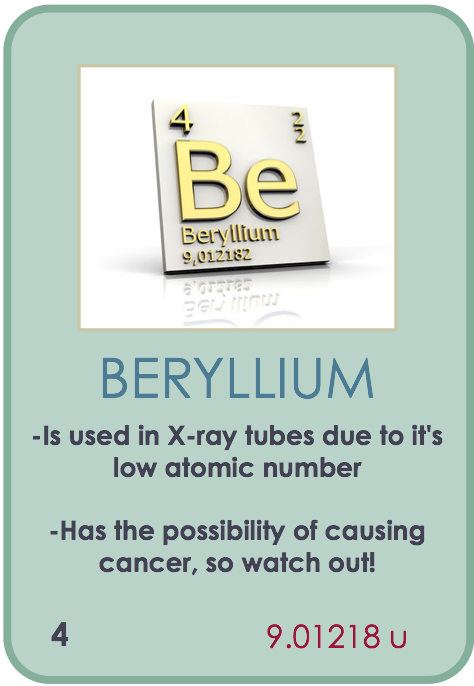 4
2
2
Be
Beryllium
9,012182
BERYLLIUM
-Is used in X-ray tubes due to it's
low atomic number
-Has the possibility of causing
cancer, so watch out!
4
9.01218 u